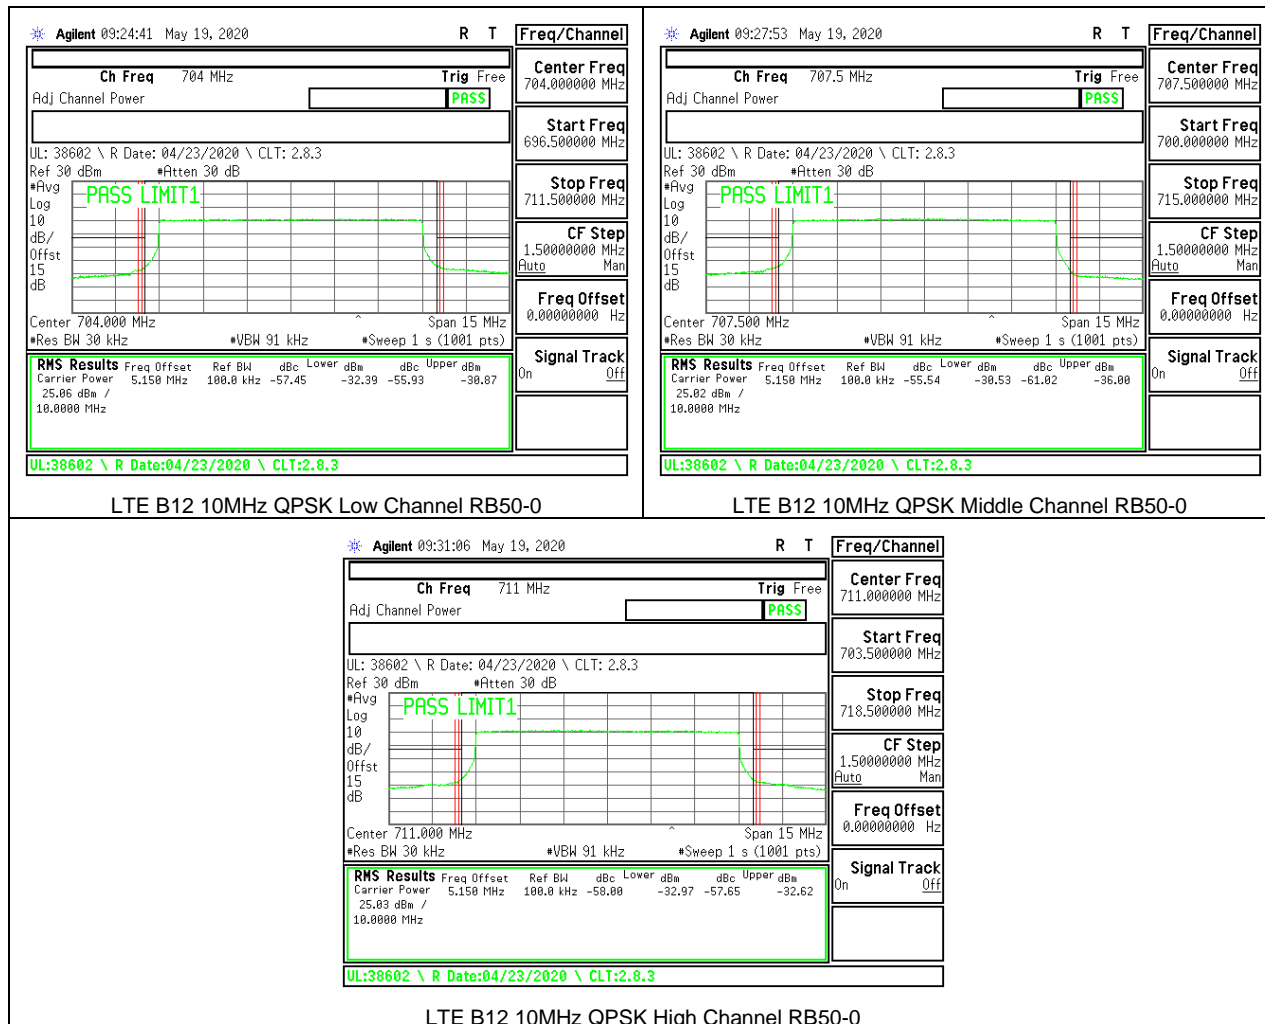 Agilent 09:24:41 May 19, 2020 R T
Freq/Channel
Ch Freq 704 MHz Trig Free
Adj Channel Power PASS
UL: 38602 \ R Date: 04/23/2020 \ CLT: 2.8.3
Ref 30 dBm #Atten 30 dB
#Avg
Log
10
dB/
Offst
15
dB
PASS LIMIT1
Center 704.000 MHz ^ Span 15 MHz
#Res BW 30 kHz #VBW 91 kHz #Sweep 1 s (1001 pts)
RMS Results Freq Offset Ref BW dBc Lower dBm dBc Upper dBm
Carrier Power 5.150 MHz 100.0 kHz -57.45 -32.39 -55.93 -30.87
25.06 dBm /
10.0000 MHz
UL:38602 \ R Date:04/23/2020 \ CLT:2.8.3
Center Freq
704.000000 MHz
Start Freq
696.500000 MHz
Stop Freq
711.500000 MHz
CF Step
1.50000000 MHz
Auto Man
Freq Offset
0.00000000 Hz
Signal Track
On Off
LTE B12 10MHz QPSK Low Channel RB50-0
Agilent 09:27:53 May 19, 2020 R T
Freq/Channel
Ch Freq 707.5 MHz Trig Free
Adj Channel Power PASS
UL: 38602 \ R Date: 04/23/2020 \ CLT: 2.8.3
Ref 30 dBm #Atten 30 dB
#Avg
Log
10
dB/
Offst
15
dB
PASS LIMIT1
Center 707.500 MHz ^ Span 15 MHz
#Res BW 30 kHz #VBW 91 kHz #Sweep 1 s (1001 pts)
RMS Results Freq Offset Ref BW dBc Lower dBm dBc Upper dBm
Carrier Power 5.150 MHz 100.0 kHz -55.54 -30.53 -61.02 -36.00
25.02 dBm /
10.0000 MHz
UL:38602 \ R Date:04/23/2020 \ CLT:2.8.3
Center Freq
707.500000 MHz
Start Freq
700.000000 MHz
Stop Freq
715.000000 MHz
CF Step
1.50000000 MHz
Auto Man
Freq Offset
0.00000000 Hz
Signal Track
On Off
LTE B12 10MHz QPSK Middle Channel RB50-0
Agilent 09:31:06 May 19, 2020 R T
Freq/Channel
Ch Freq 711 MHz Trig Free
Adj Channel Power PASS
UL: 38602 \ R Date: 04/23/2020 \ CLT: 2.8.3
Ref 30 dBm #Atten 30 dB
#Avg
Log
10
dB/
Offst
15
dB
PASS LIMIT1
Center 711.000 MHz ^ Span 15 MHz
#Res BW 30 kHz #VBW 91 kHz #Sweep 1 s (1001 pts)
RMS Results Freq Offset Ref BW dBc Lower dBm dBc Upper dBm
Carrier Power 5.150 MHz 100.0 kHz -58.00 -32.97 -57.65 -32.62
25.03 dBm /
10.0000 MHz
UL:38602 \ R Date:04/23/2020 \ CLT:2.8.3
Center Freq
711.000000 MHz
Start Freq
703.500000 MHz
Stop Freq
718.500000 MHz
CF Step
1.50000000 MHz
Auto Man
Freq Offset
0.00000000 Hz
Signal Track
On Off
LTE B12 10MHz QPSK High Channel RB50-0